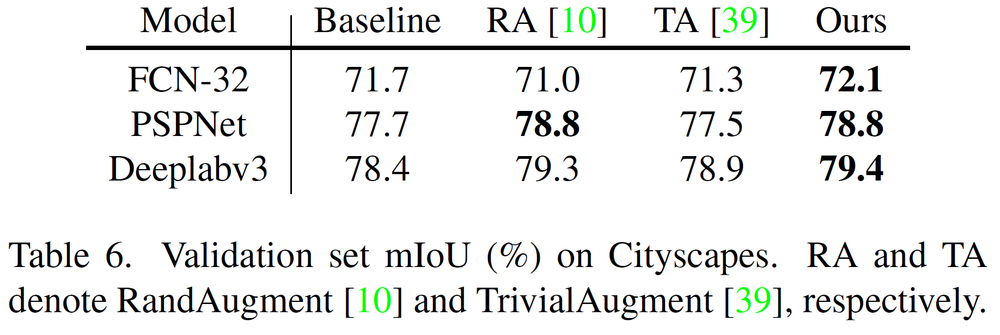 Model Baseline RA [10] TA [39] Ours
FCN-32 71.7 71.0 71.3 72.1
PSPNet 77.7 78.8 77.5 78.8
Deeplabv3 78.4 79.3 78.9 79.4
Table 6. Validation set mIoU (%) on Cityscapes. RA and TA
denote RandAugment [10] and TrivialAugment [39], respectively.